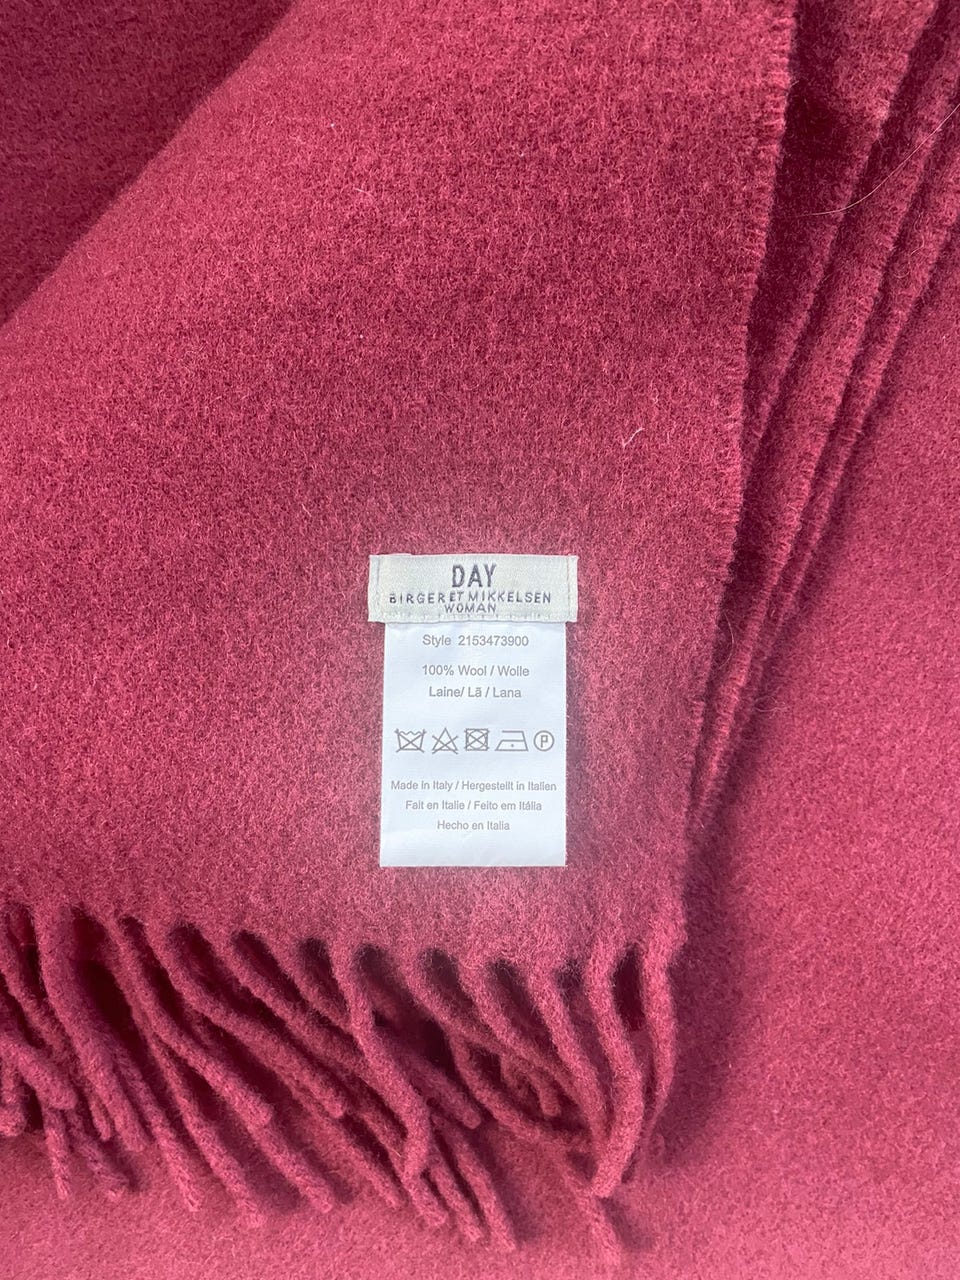 DAY
BIRGER ET MIKKELSEN
WOMAN
Style 2153473900
100% Wool / Wolle
Laine/ Lã / Lana
P
Made in Italy / Hergestellt in Italien
Fait en Italie / Feito em Itália
Hecho en Italia